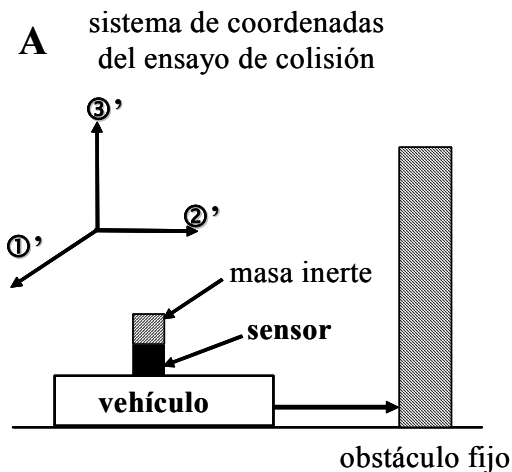 A
sistema de coordenadas
del ensayo de colisión
③’
②’
①’
masa inerte
sensor
vehículo
obstáculo fijo